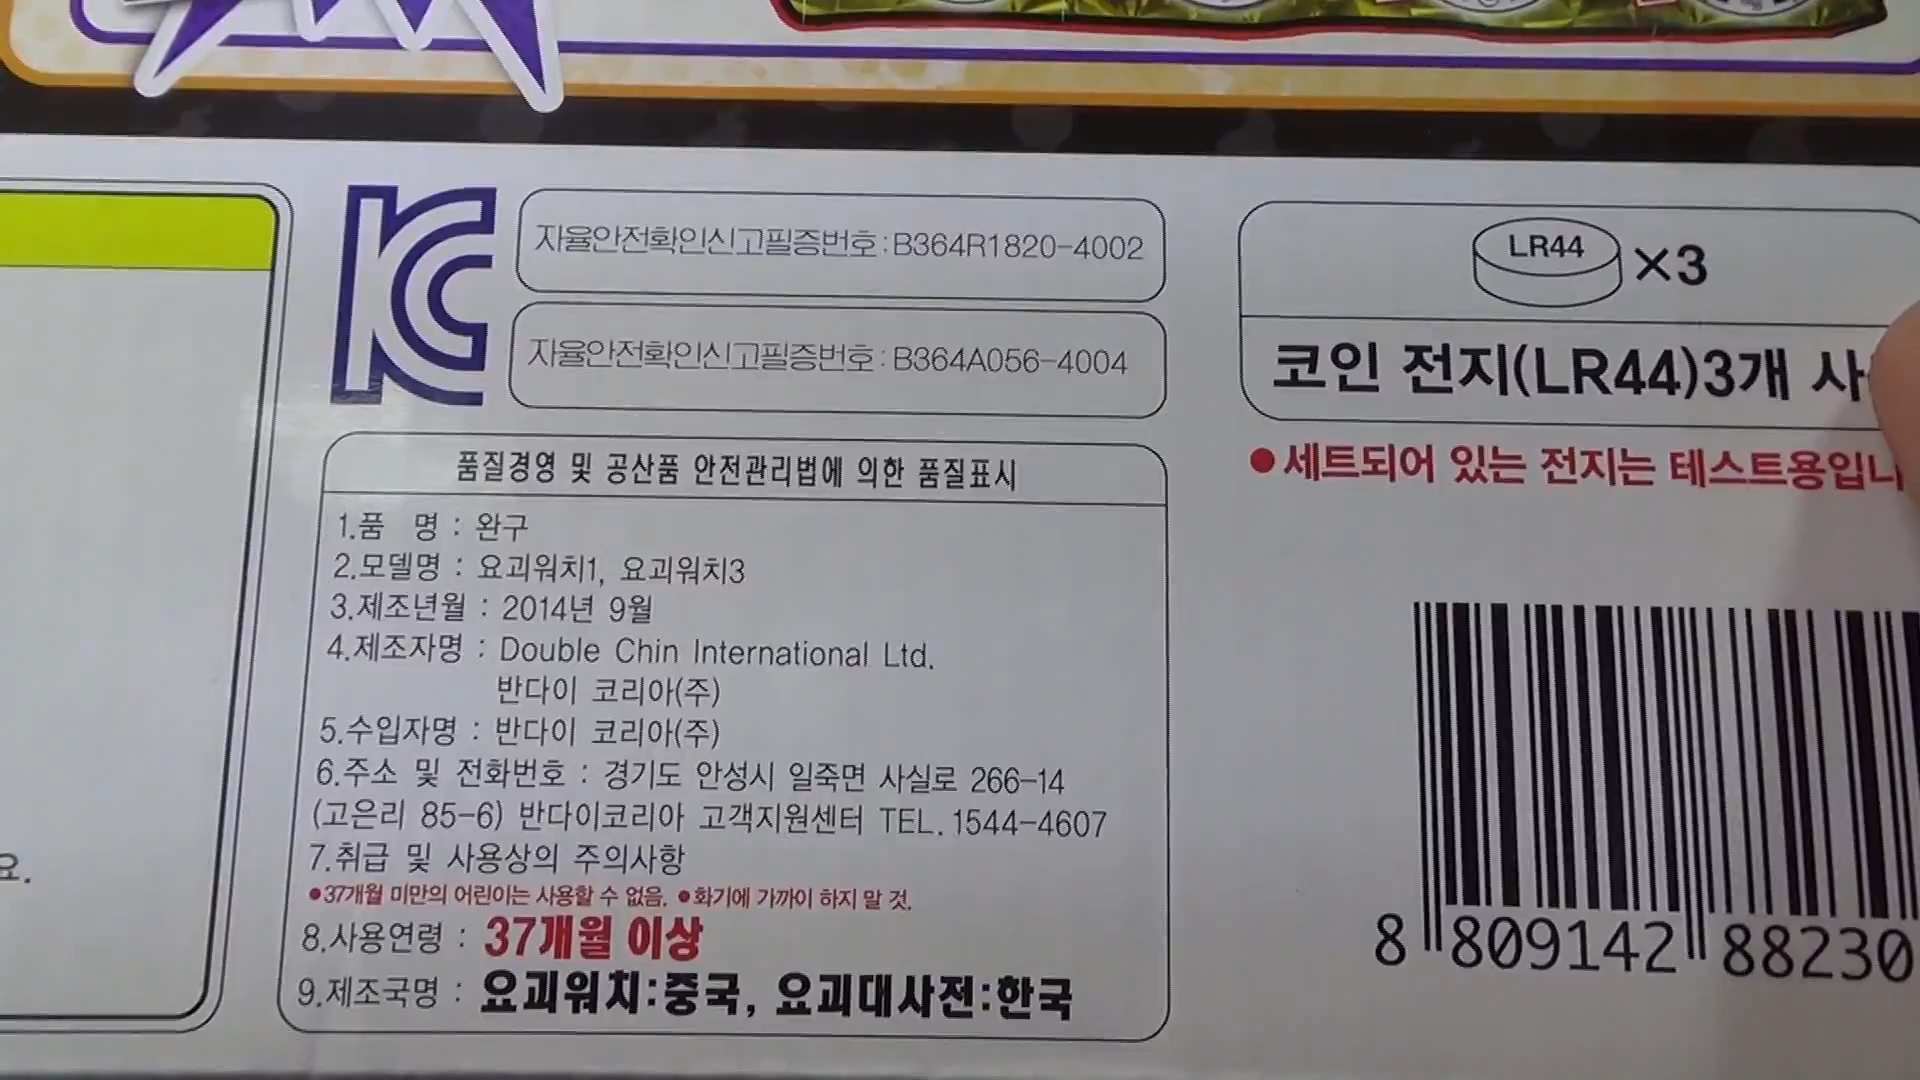 KC
자율안전확인신고필증번호:B364R1820-4002
자율안전확인신고필증번호:B364A056-4004
품질경영 및 공산품 안전관리법에 의한 품질표시
1.품 명 : 완구
2.모델명 : 요괴워치1, 요괴워치3
3.제조년월 : 2014년 9월
4.제조자명 : Double Chin International Ltd.
반다이 코리아(주)
5.수입자명 : 반다이 코리아(주)
6.주소 및 전화번호 : 경기도 안성시 일죽면 사실로 266-14
(고은리 85-6) 반다이코리아 고객지원센터 TEL. 1544-4607
7.취급 및 사용상의 주의사항
●37개월 미만의 어린이는 사용할 수 없음. ●화기에 가까이 하지 말 것.
8.사용연령 : 37개월 이상
9.제조국명 : 요괴워치:중국, 요괴대사전:한국
LR44 ×3
코인 전지(LR44)3개 사
●세트되어 있는 전지는 테스트용입니
8 809142 88230
요.